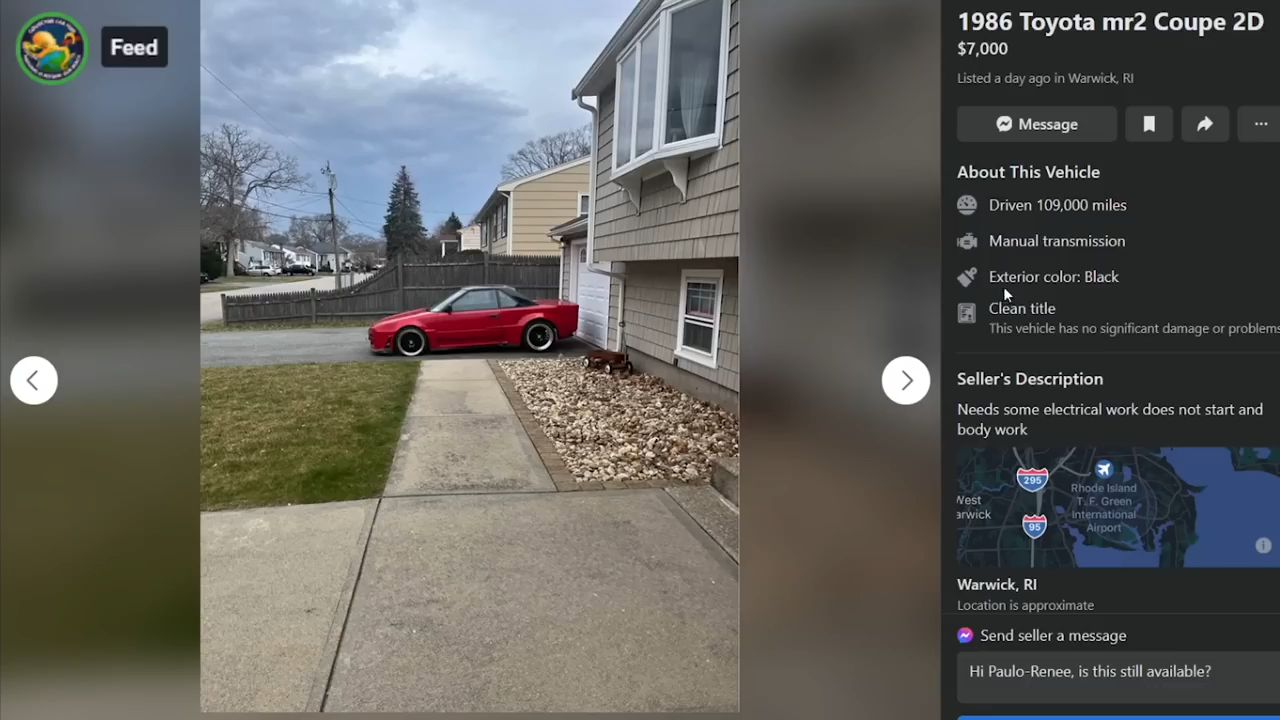 Feed
1986 Toyota mr2 Coupe 2D
$7,000
Listed a day ago in Warwick, RI
Message
About This Vehicle
Driven 109,000 miles
Manual transmission
Exterior color: Black
Clean title
This vehicle has no significant damage or problems
Seller's Description
Needs some electrical work does not start and
body work
295
West
arwick
Rhode Island
T. F. Green
International
Airport
95
Warwick, RI
Location is approximate
Send seller a message
Hi Paulo-Renee, is this still available?